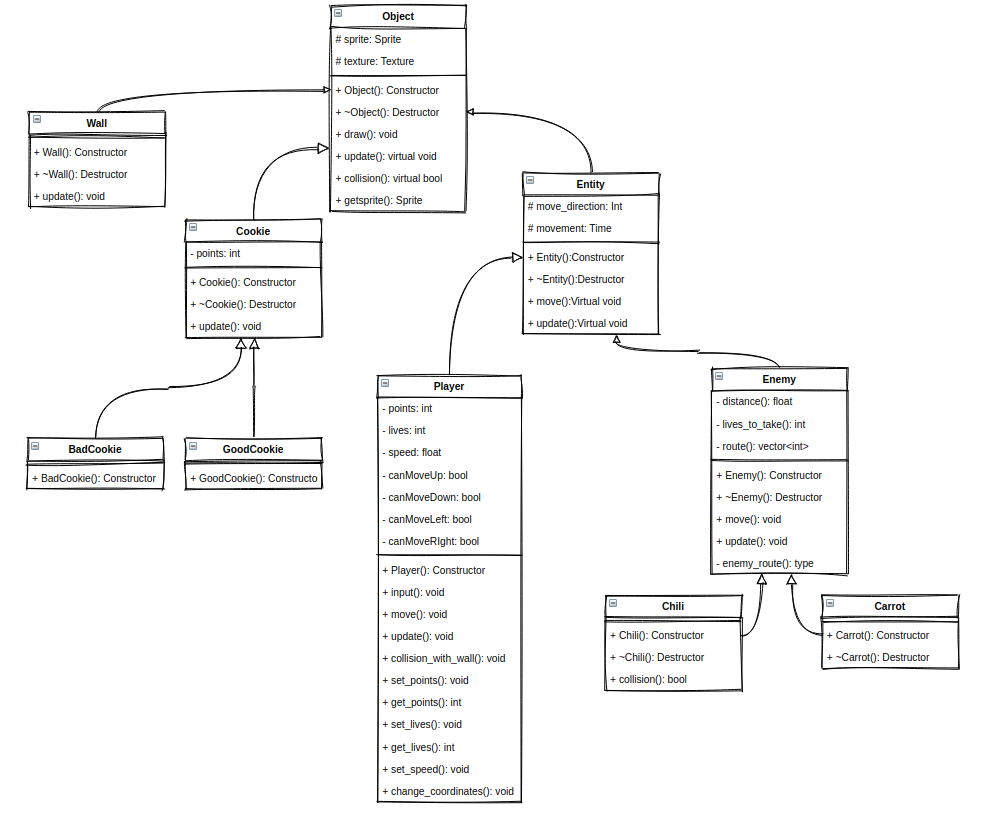 Object
# sprite: Sprite
# texture: Texture
+ Object(): Constructor
+ ~Object(): Destructor
+ draw(): void
+ update(): virtual void
+ collision(): virtual bool
+ getsprite(): Sprite
Wall
+ Wall(): Constructor
+ ~Wall(): Destructor
+ update(): void
Entity
# move_direction: Int
# movement: Time
+ Entity():Constructor
+ ~Entity():Destructor
+ move():Virtual void
+ update():Virtual void
Cookie
- points: int
+ Cookie(): Constructor
+ ~Cookie(): Destructor
+ update(): void
BadCookie
+ BadCookie(): Constructor
GoodCookie
+ GoodCookie(): Constructo
Player
- points: int
- lives: int
- speed: float
- canMoveUp: bool
- canMoveDown: bool
- canMoveLeft: bool
- canMoveRIght: bool
+ Player(): Constructor
+ input(): void
+ move(): void
+ update(): void
+ collision_with_wall(): void
+ set_points(): void
+ get_points(): int
+ set_lives(): void
+ get_lives(): int
+ set_speed(): void
+ change_coordinates(): void
Enemy
- distance(): float
- lives_to_take(): int
- route(): vector<int>
+ Enemy(): Constructor
+ ~Enemy(): Destructor
+ move(): void
+ update(): void
- enemy_route(): type
Chili
+ Chili(): Constructor
+ ~Chili(): Destructor
+ collision(): bool
Carrot
+ Carrot(): Constructor
+ ~Carrot(): Destructor